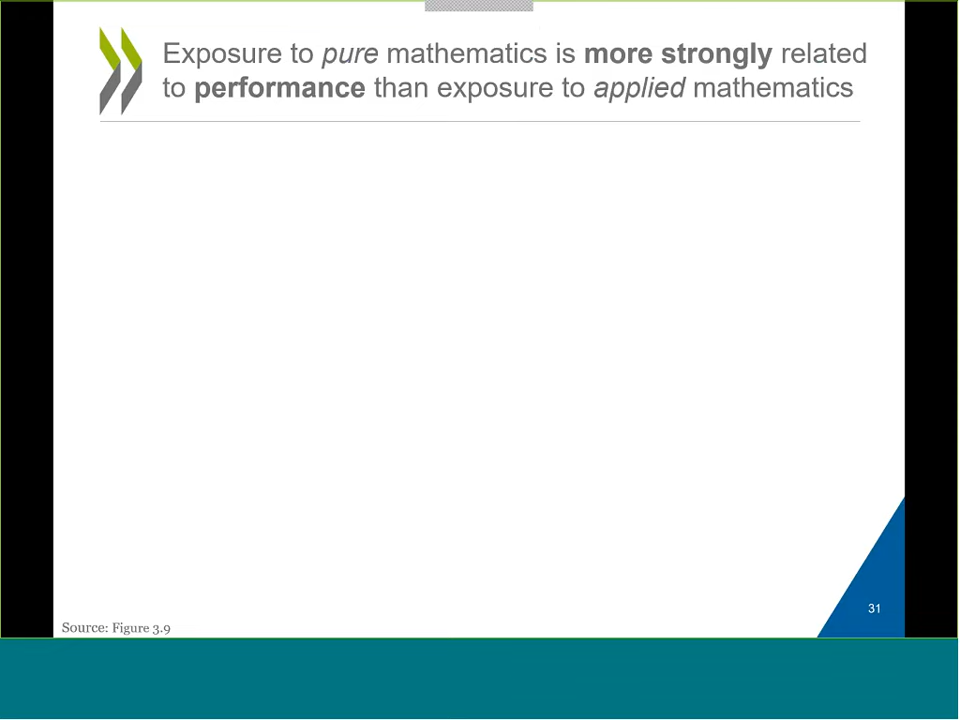 Exposure to pure mathematics is more strongly related
to performance than exposure to applied mathematics
31
Source: Figure 3.9